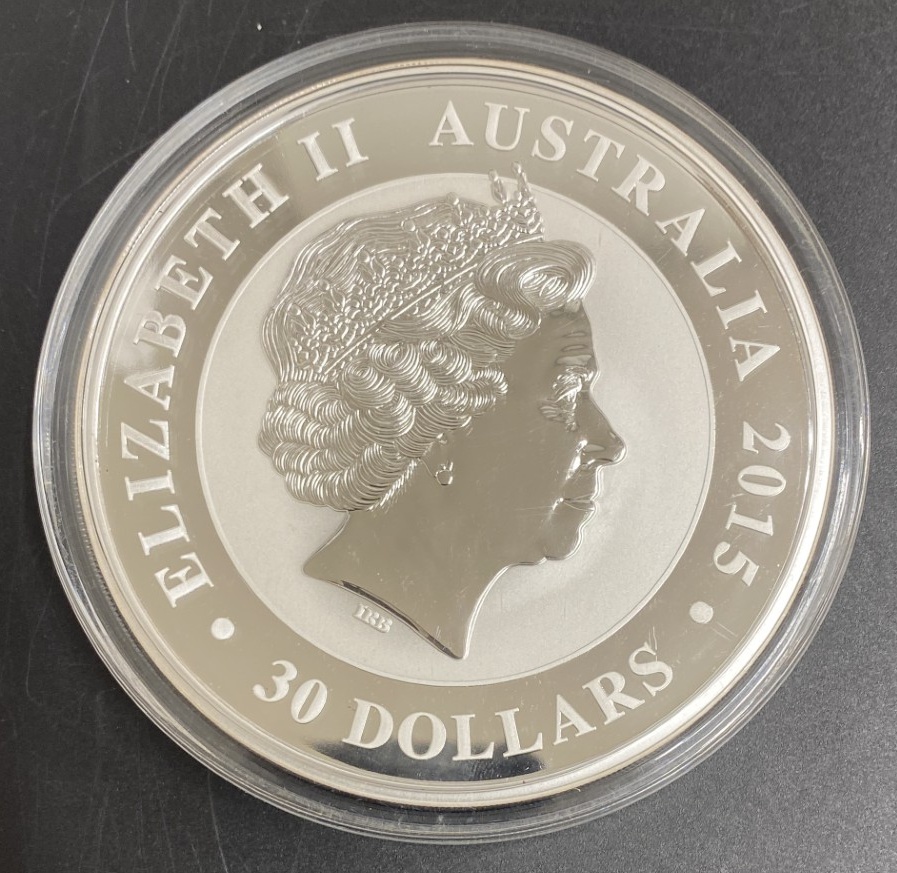 ELIZABETH II AUSTRALIA 2015
30 DOLLARS
IRB